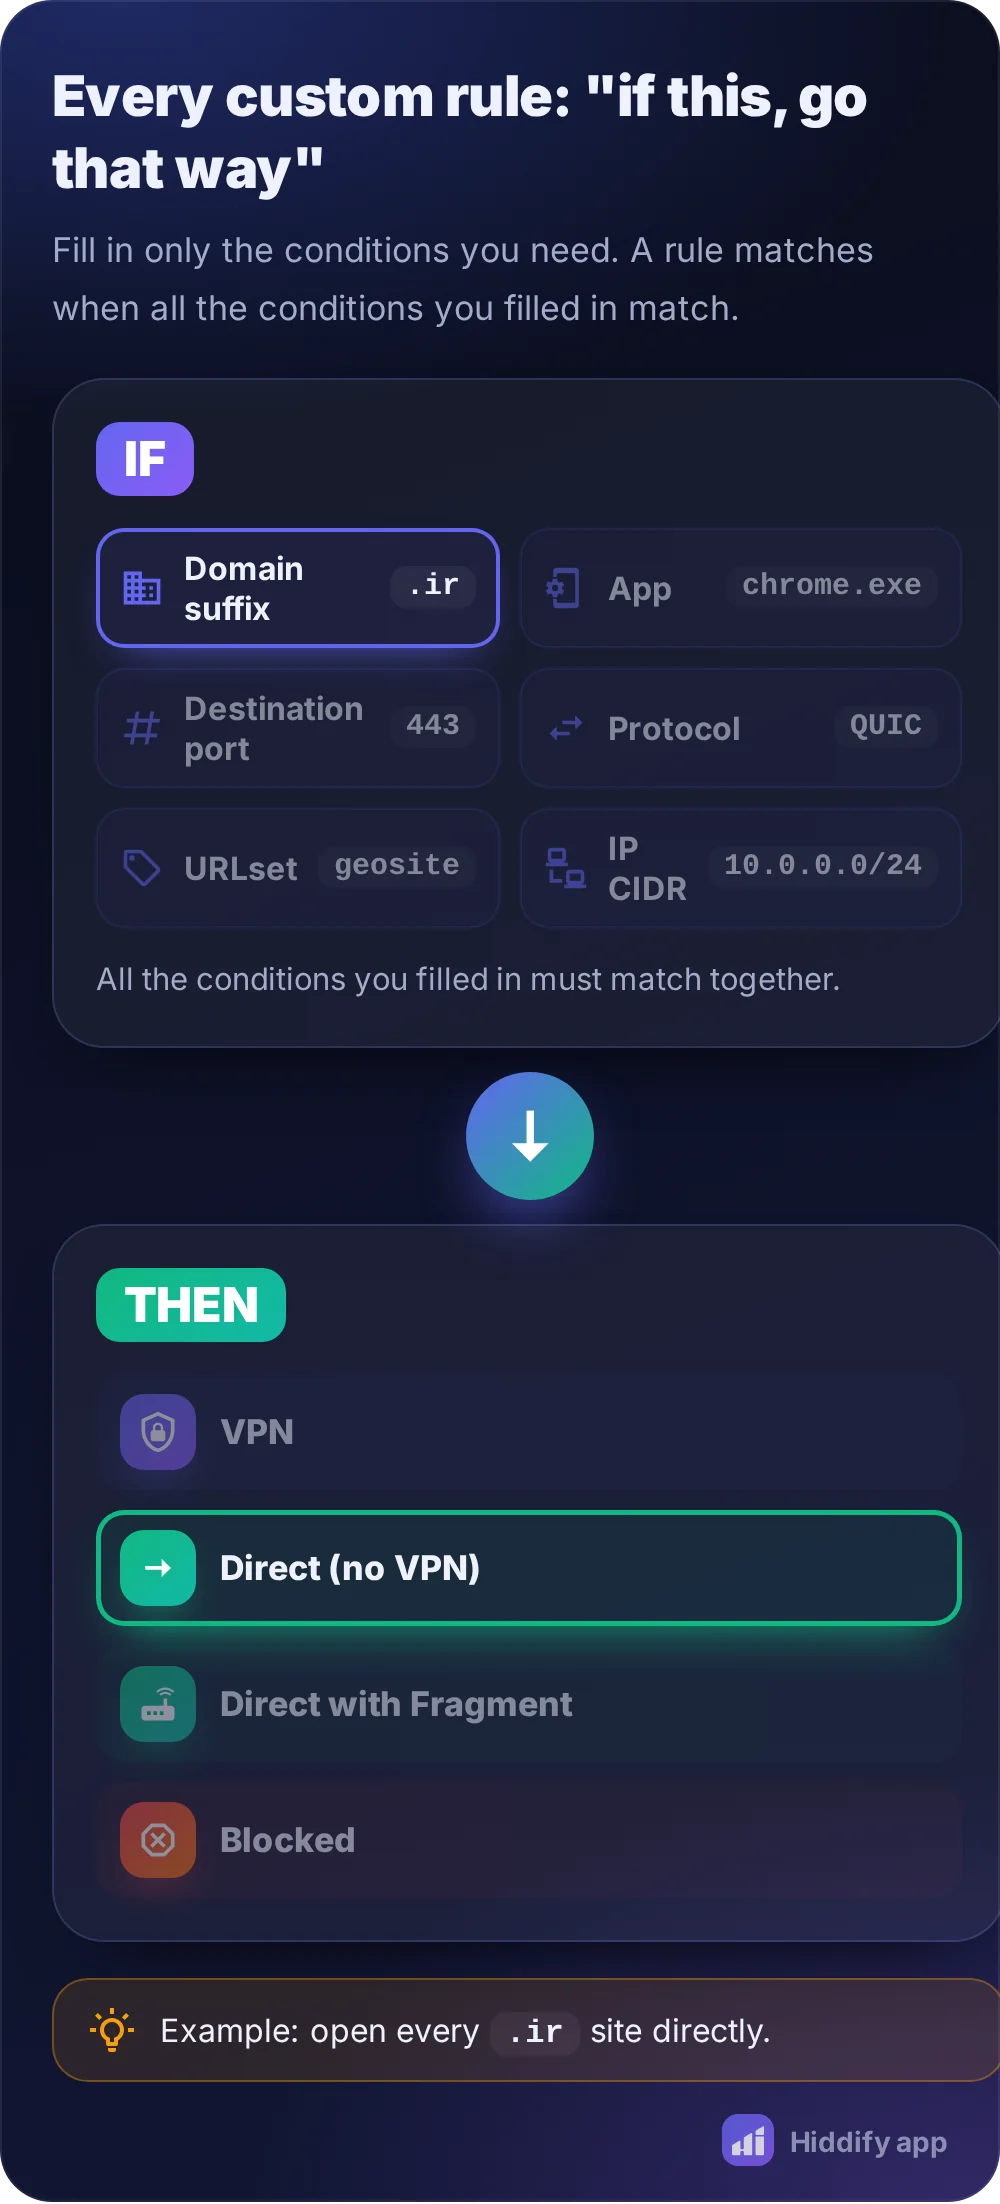 Every custom rule: "if this, go
that way"
Fill in only the conditions you need. A rule matches
when all the conditions you filled in match.
IF
Domain
suffix
.ir
App
chrome.exe
Destination
port
443
Protocol
QUIC
URLset
geosite
IP
CIDR
10.0.0.0/24
All the conditions you filled in must match together.
THEN
VPN
Direct (no VPN)
Direct with Fragment
Blocked
Example: open every .ir site directly.
Hiddify app